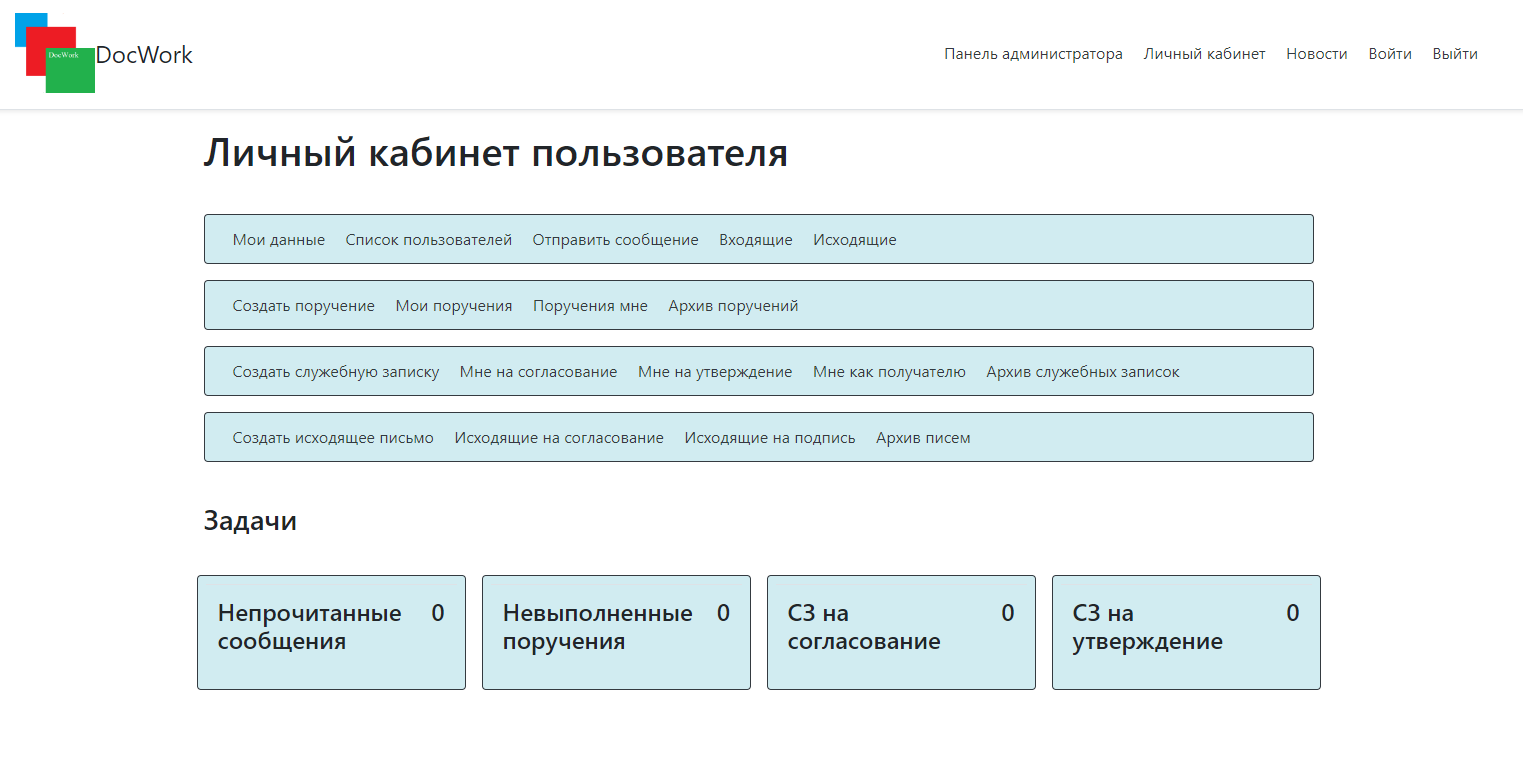 DocWork
DocWork
Панель администратора Личный кабинет Новости Войти Выйти
Личный кабинет пользователя
Мои данные Список пользователей Отправить сообщение Входящие Исходящие
Создать поручение Мои поручения Поручения мне Архив поручений
Создать служебную записку Мне на согласование Мне на утверждение Мне как получателю Архив служебных записок
Создать исходящее письмо Исходящие на согласование Исходящие на подпись Архив писем
Задачи
Непрочитанные 0
сообщения
Невыполненные 0
поручения
СЗ на 0
согласование
СЗ на 0
утверждение